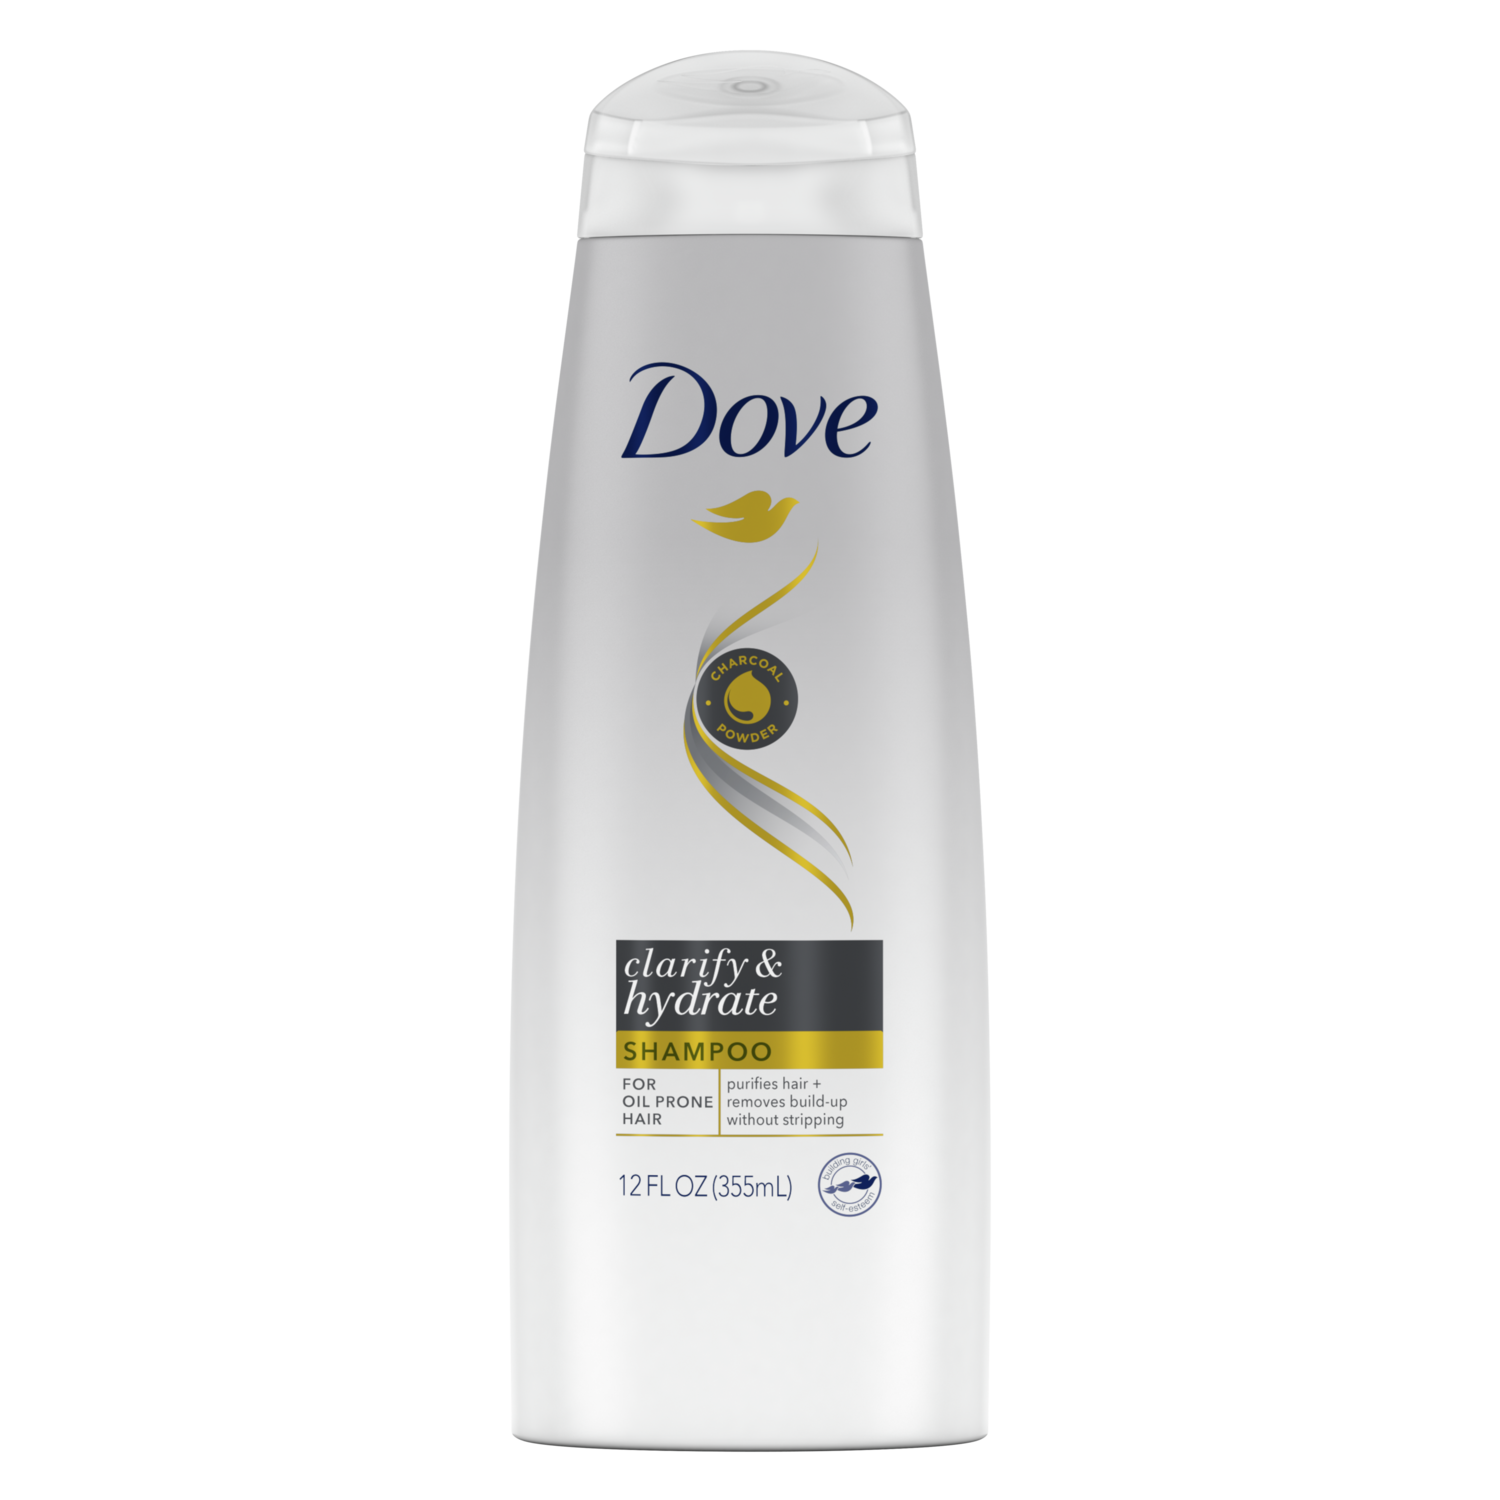 Dove
CHARCOAL
POWDER
clarify &
hydrate
SHAMPOO
FOR
OIL PRONE
HAIR
purifies hair +
removes build-up
without stripping
12 FL OZ (355mL)
building girls'
self-esteem